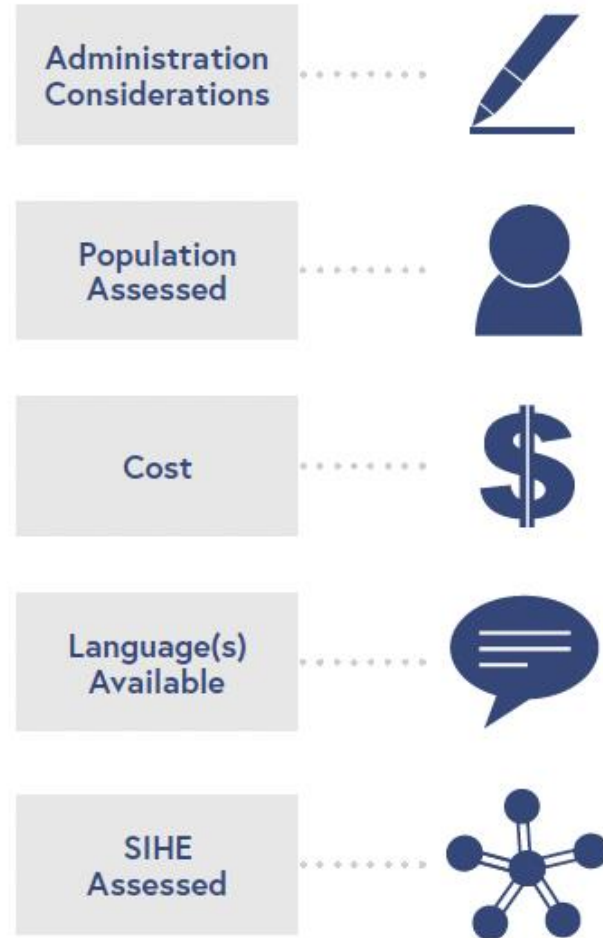 Administration
Considerations
Population
Assessed
Cost
$
Language(s)
Available
SIHE
Assessed